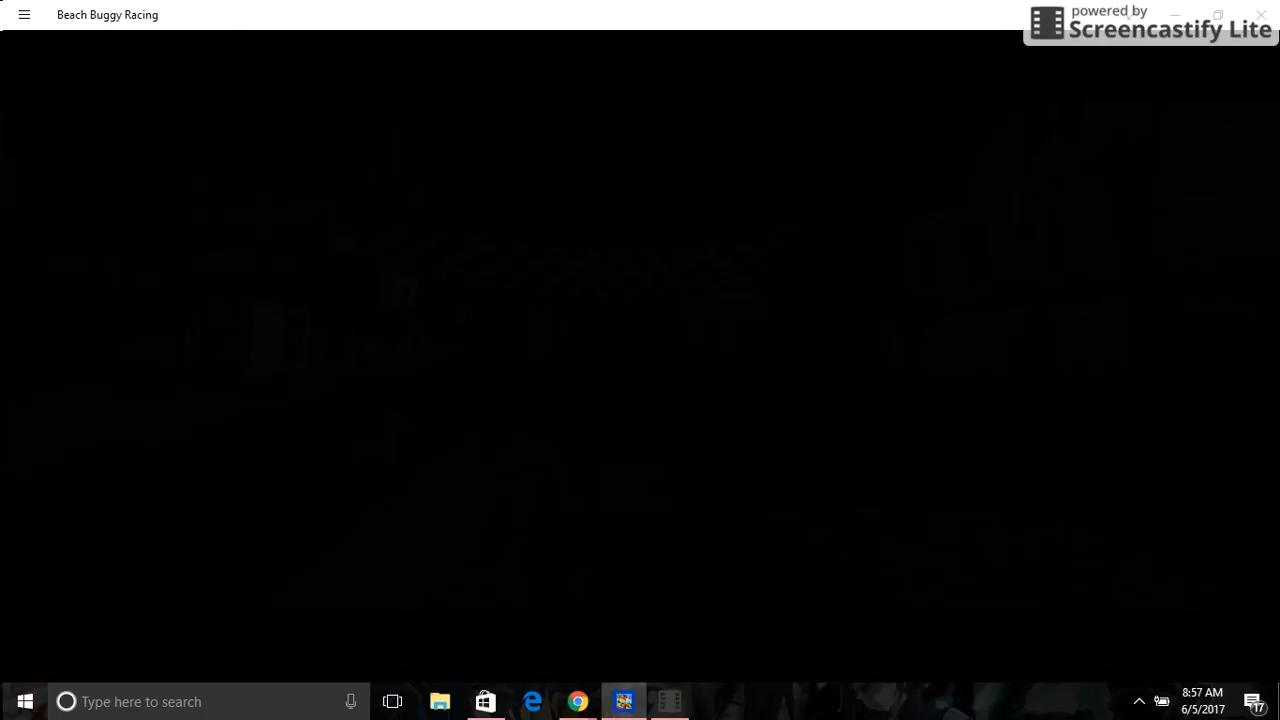 Beach Buggy Racing
powered by
Screencastify Lite
Type here to search
8:57 AM
6/5/2017
17